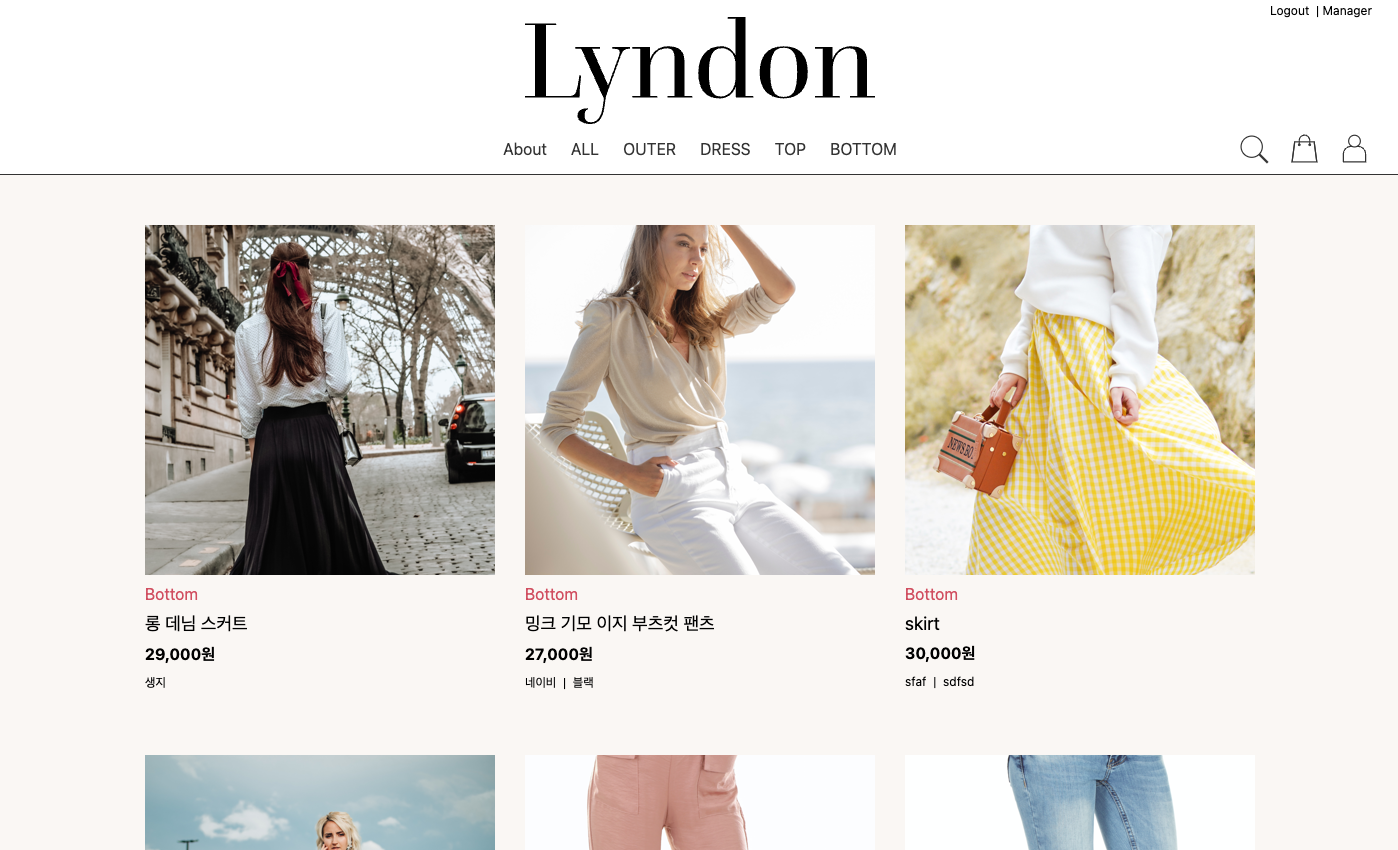 Logout | Manager
Lyndon
About ALL OUTER DRESS TOP BOTTOM
NEWS.BO.
Bottom
롱 데님 스커트
29,000원
생지
Bottom
밍크 기모 이지 부츠컷 팬츠
27,000원
네이비 | 블랙
Bottom
skirt
30,000원
sfaf | sdfsd